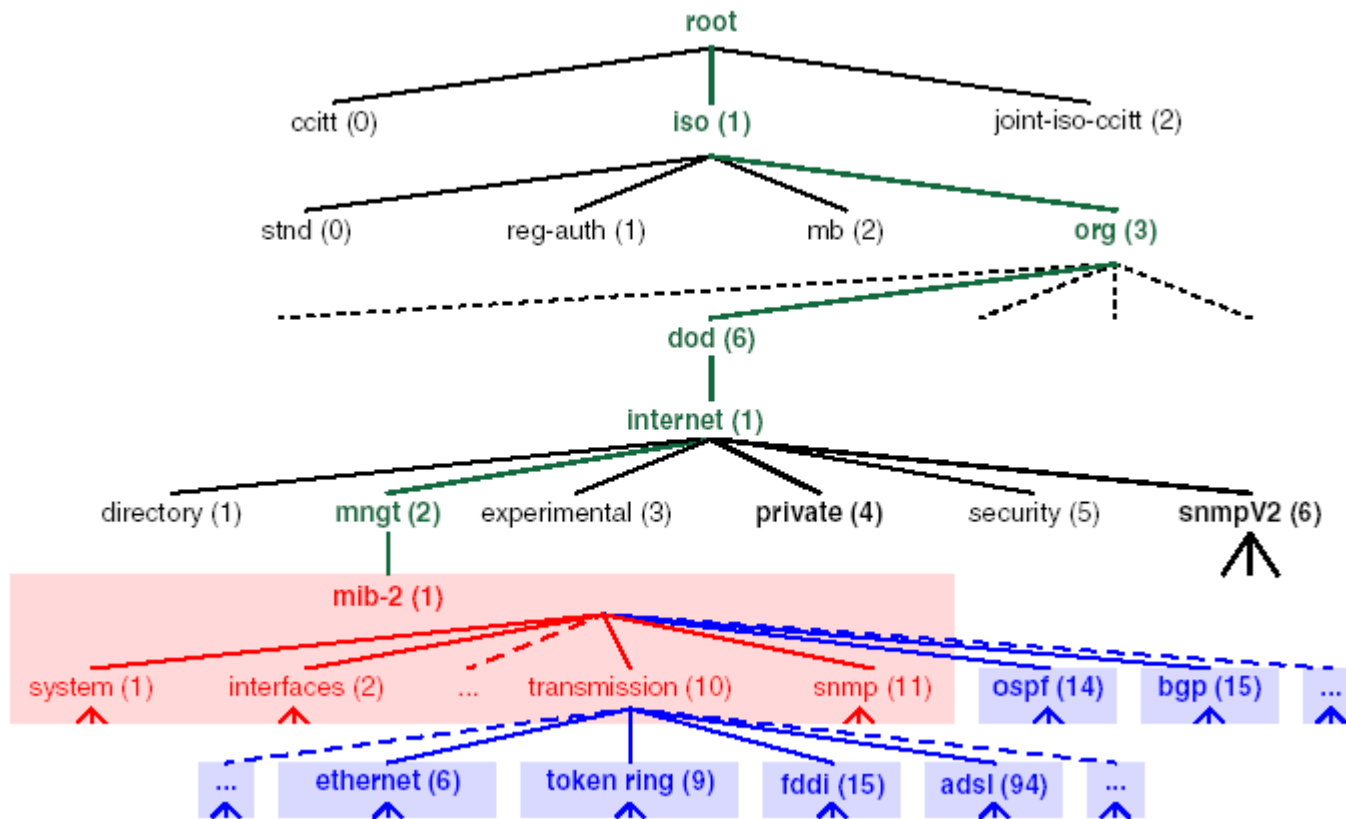 root
ccitt (0) iso (1) joint-iso-ccitt (2)
stnd (0) reg-auth (1) mb (2) org (3)
dod (6)
internet (1)
directory (1) mngt (2) experimental (3) private (4) security (5) snmpV2 (6)
mib-2 (1)
system (1) interfaces (2) ... transmission (10) snmp (11) ospf (14) bgp (15) ...
... ethernet (6) token ring (9) fddi (15) adsl (94) ...